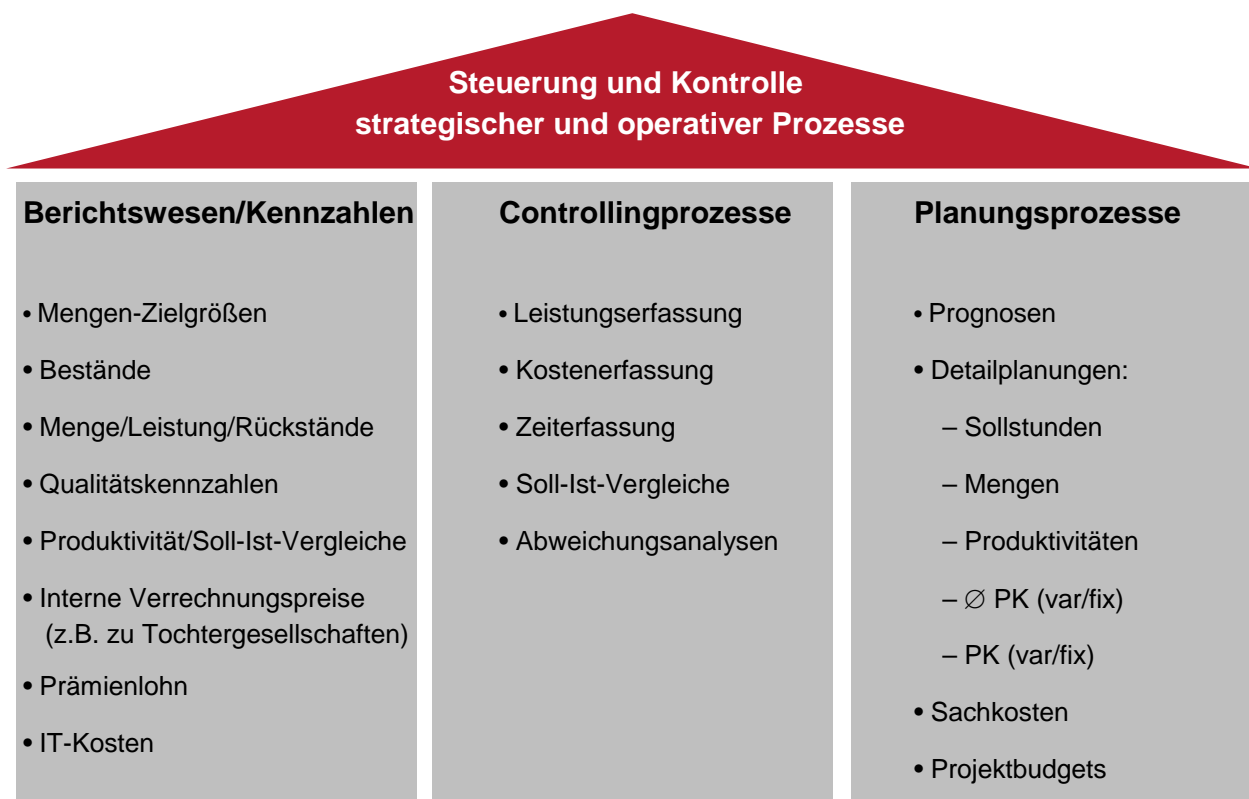 Steuerung und Kontrolle
strategischer und operativer Prozesse
Berichtswesen/Kennzahlen
• Mengen-Zielgrößen
• Bestände
• Menge/Leistung/Rückstände
• Qualitätskennzahlen
• Produktivität/Soll-Ist-Vergleiche
• Interne Verrechnungspreise
(z.B. zu Tochtergesellschaften)
• Prämienlohn
• IT-Kosten
Controllingprozesse
• Leistungserfassung
• Kostenerfassung
• Zeiterfassung
• Soll-Ist-Vergleiche
• Abweichungsanalysen
Planungsprozesse
• Prognosen
• Detailplanungen:
– Sollstunden
– Mengen
– Produktivitäten
– ∅ PK (var/fix)
– PK (var/fix)
• Sachkosten
• Projektbudgets